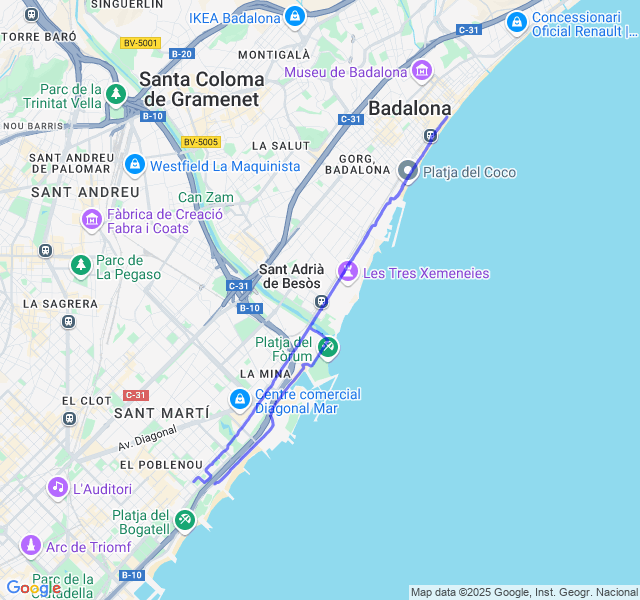 SINGUERLIN
IKEA Badalona
Concessionari
Oficial Renault |...
TORRE BARÓ
BV-5001
C-31
B-20
MONTIGALÀ
Santa Coloma
de Gramenet
Museu de Badalona
Parc de la
Trinitat Vella
B-10
Badalona
C-31
NOU BARRIS
BV-5005
LA SALUT
SANT ANDREU
DE PALOMAR
Westfield La Maquinista
GORG,
BADALONA
Platja del Coco
SANT ANDREU
Can Zam
Fàbrica de Creació
Fabra i Coats
Parc de
La Pegaso
Sant Adrià
de Besòs
Les Tres Xemeneies
C-31
LA SAGRERA
B-10
Platja del
Fòrum
LA MINA
C-31
EL CLOT
Centre comercial
Diagonal Mar
SANT MARTÍ
Av. Diagonal
EL POBLENOU
L'Auditori
Platja del
Bogatell
Arc de Triomf
B-10
Parc de la
Ciutadella
Google
Map data ©2025 Google, Inst. Geogr. Nacional